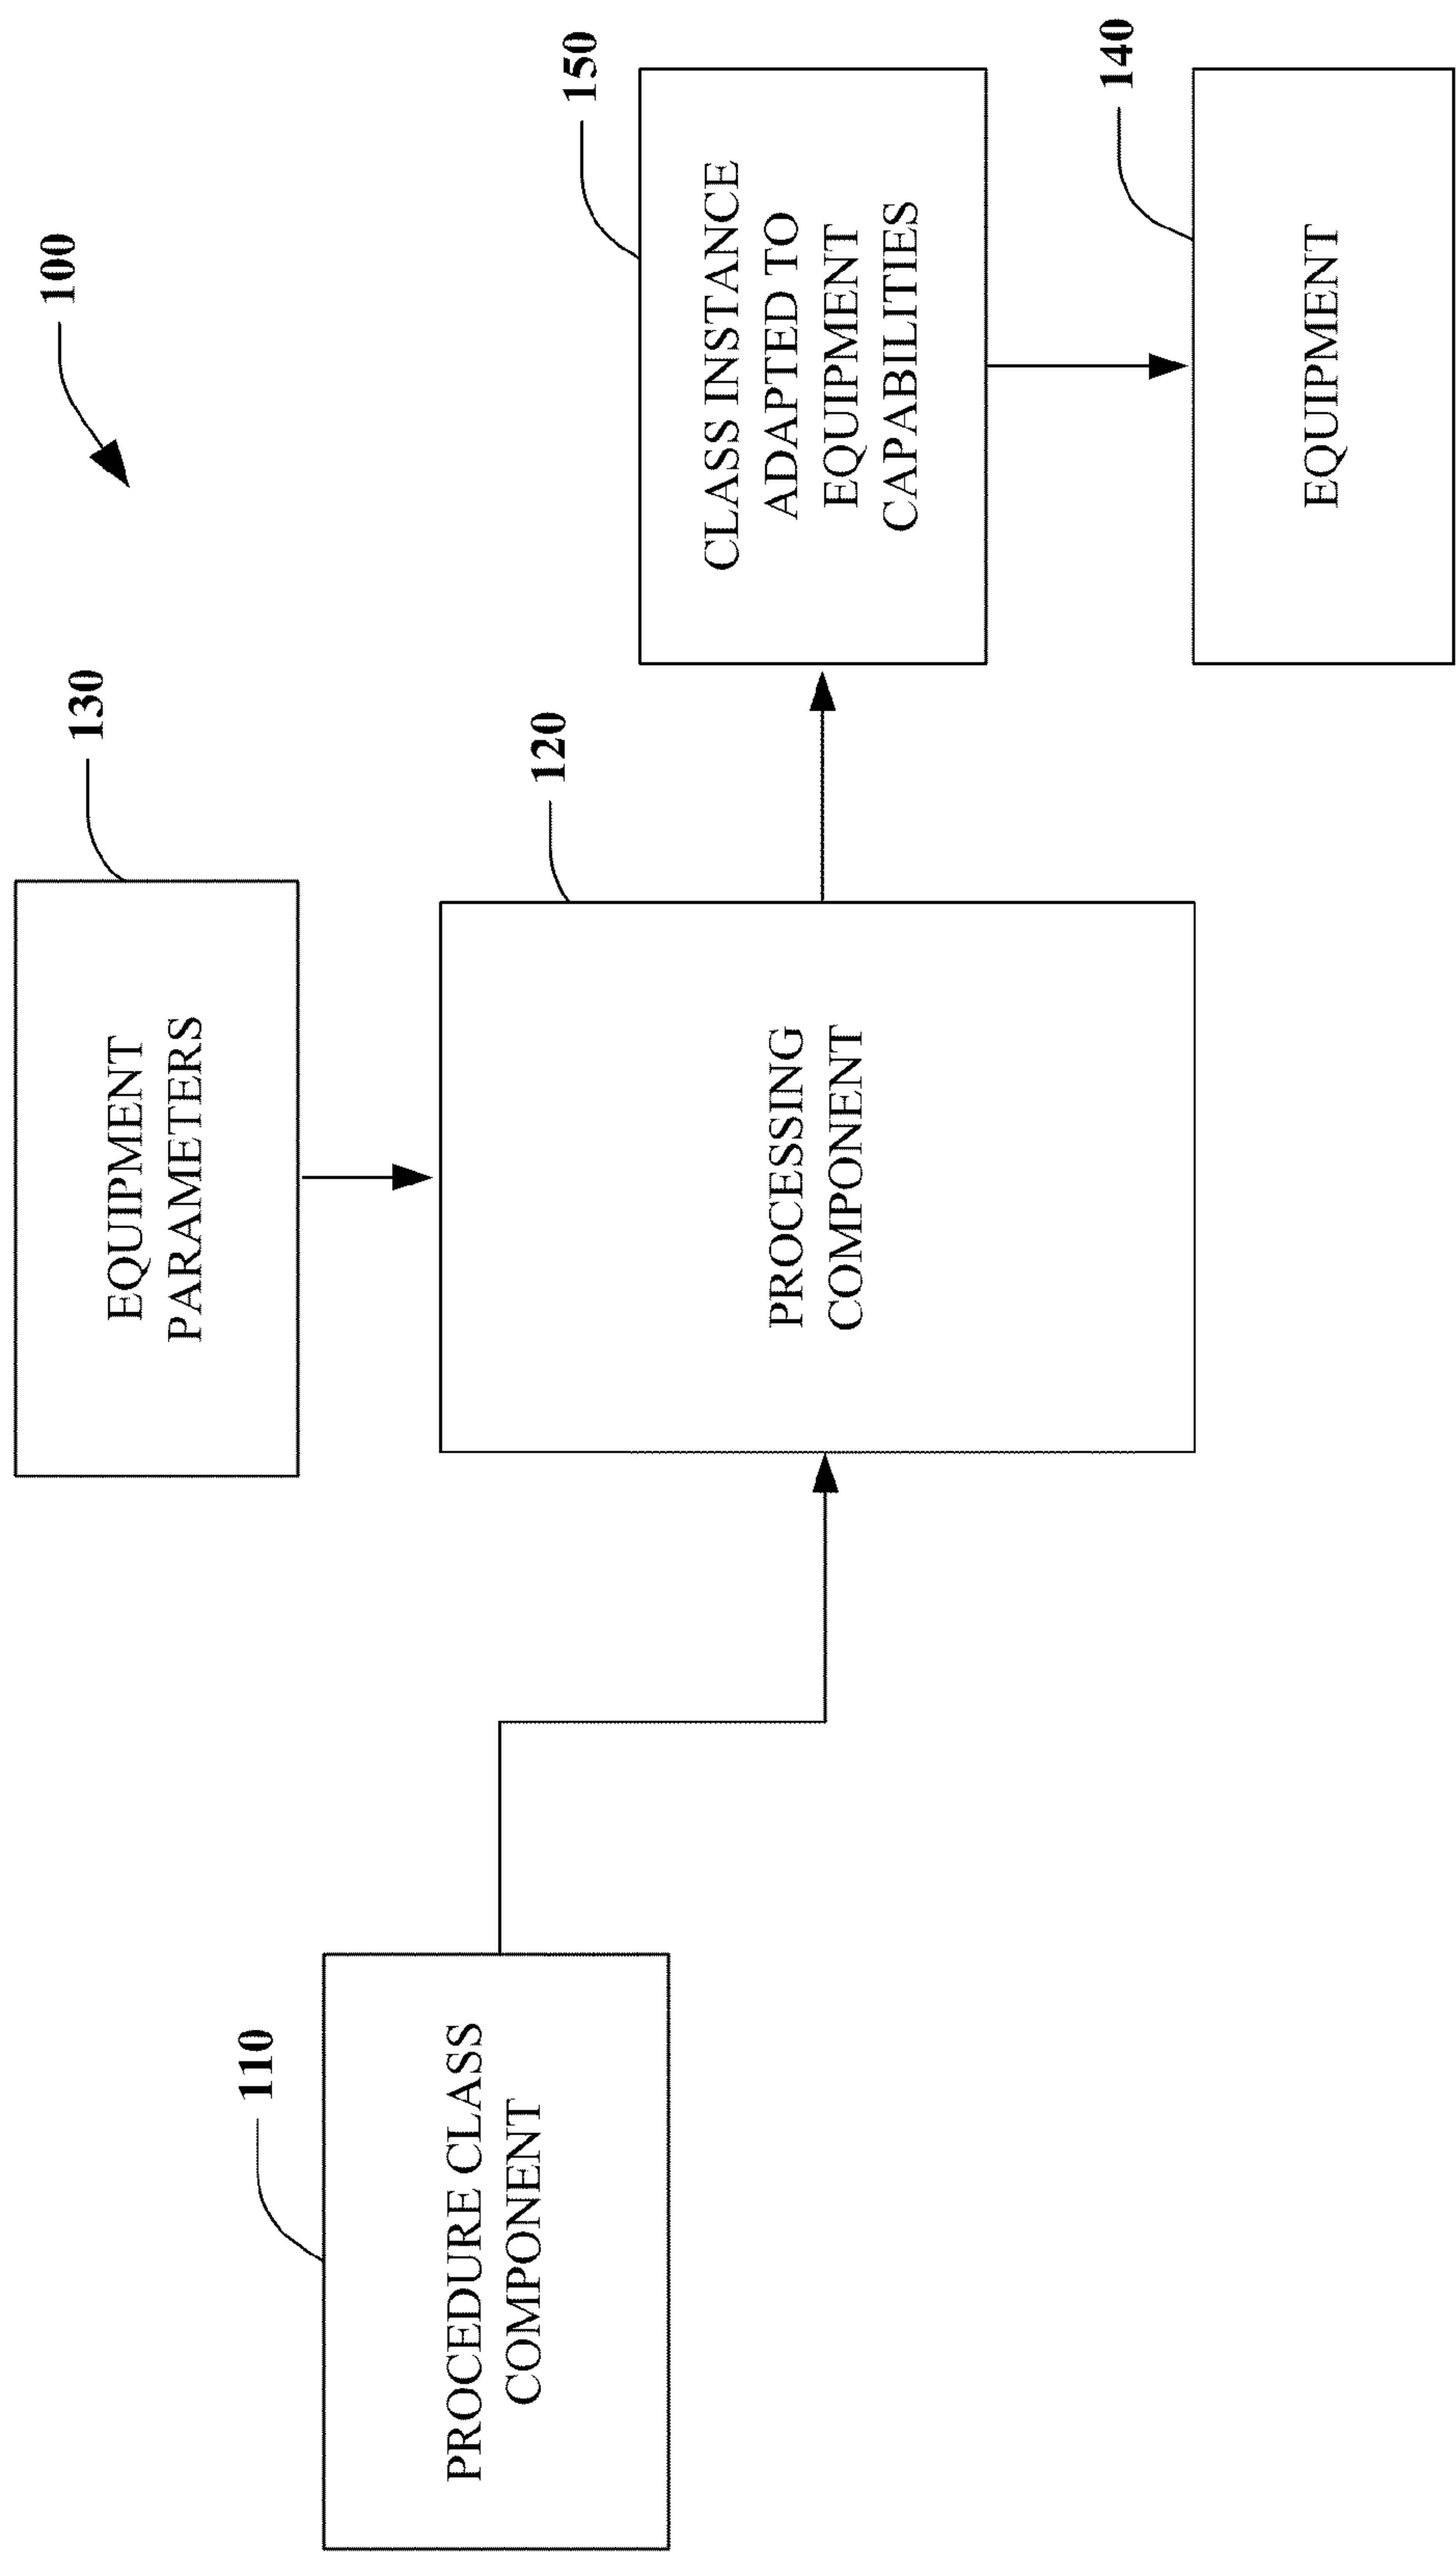 100
130
EQUIPMENT
PARAMETERS
110
PROCEDURE CLASS
COMPONENT
120
PROCESSING
COMPONENT
150
CLASS INSTANCE
ADAPTED TO
EQUIPMENT
CAPABILITIES
140
EQUIPMENT